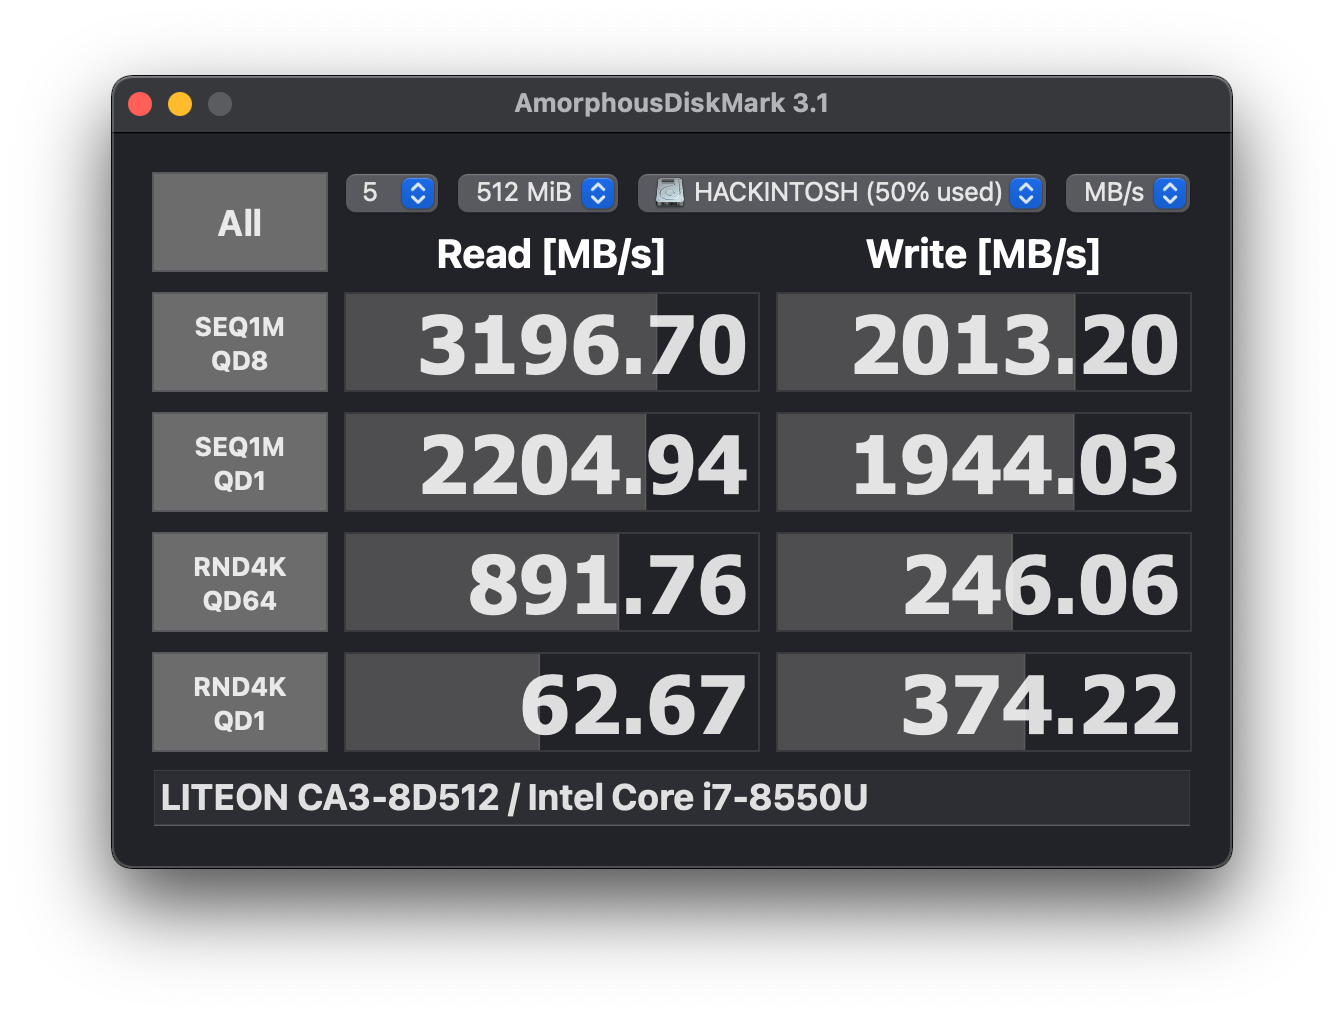 AmorphousDiskMark 3.1
All
5
512 MiB
HACKINTOSH (50% used)
MB/s
Read [MB/s]
Write [MB/s]
SEQ1M
QD8
3196.70
2013.20
SEQ1M
QD1
2204.94
1944.03
RND4K
QD64
891.76
246.06
RND4K
QD1
62.67
374.22
LITEON CA3-8D512 / Intel Core i7-8550U